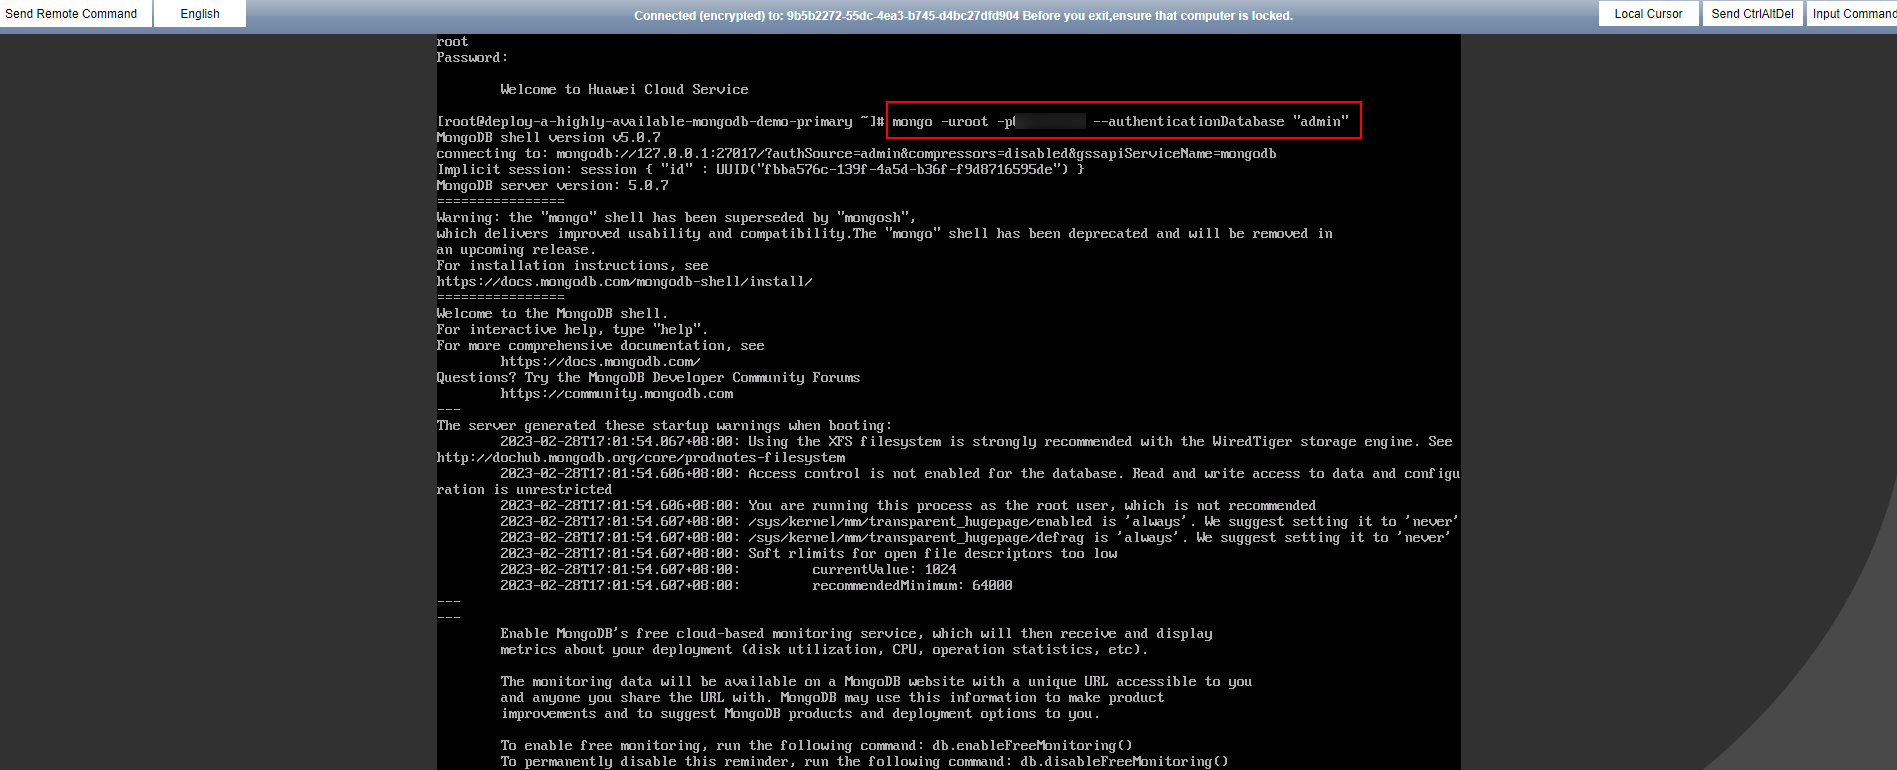 Send Remote Command English Connected (encrypted) to: 9b5b2272-55dc-4ea3-b745-d4bc27dfd904 Before you exit,ensure that computer is locked. Local Cursor Send CtrlAltDel Input Command
root
Password:
Welcome to Huawei Cloud Service
[root@deploy-a-highly-available-mongodb-demo-primary ~]# mongo -uroot -p --authenticationDatabase "admin"
MongoDB shell version v5.0.7
connecting to: mongodb://127.0.0.1:27017/?authSource=admin&compressors=disabled&gssapiServiceName=mongodb
Implicit session: session { "id" : UUID("fbba576c-139f-4a5d-b36f-f9d8716595de") }
MongoDB server version: 5.0.7
================
Warning: the "mongo" shell has been superseded by "mongosh",
which delivers improved usability and compatibility.The "mongo" shell has been deprecated and will be removed in
an upcoming release.
For installation instructions, see
https://docs.mongodb.com/mongodb-shell/install/
================
Welcome to the MongoDB shell.
For interactive help, type "help".
For more comprehensive documentation, see
https://docs.mongodb.com/
Questions? Try the MongoDB Developer Community Forums
https://community.mongodb.com
---
The server generated these startup warnings when booting:
2023-02-28T17:01:54.067+08:00: Using the XFS filesystem is strongly recommended with the WiredTiger storage engine. See
http://dochub.mongodb.org/core/prodnotes-filesystem
2023-02-28T17:01:54.606+08:00: Access control is not enabled for the database. Read and write access to data and configu
ration is unrestricted
2023-02-28T17:01:54.606+08:00: You are running this process as the root user, which is not recommended
2023-02-28T17:01:54.607+08:00: /sys/kernel/mm/transparent_hugepage/enabled is 'always'. We suggest setting it to 'never'
2023-02-28T17:01:54.607+08:00: /sys/kernel/mm/transparent_hugepage/defrag is 'always'. We suggest setting it to 'never'
2023-02-28T17:01:54.607+08:00: Soft rlimits for open file descriptors too low
2023-02-28T17:01:54.607+08:00: currentValue: 1024
2023-02-28T17:01:54.607+08:00: recommendedMinimum: 64000
---
---
Enable MongoDB's free cloud-based monitoring service, which will then receive and display
metrics about your deployment (disk utilization, CPU, operation statistics, etc).
The monitoring data will be available on a MongoDB website with a unique URL accessible to you
and anyone you share the URL with. MongoDB may use this information to make product
improvements and to suggest MongoDB products and deployment options to you.
To enable free monitoring, run the following command: db.enableFreeMonitoring()
To permanently disable this reminder, run the following command: db.disableFreeMonitoring()